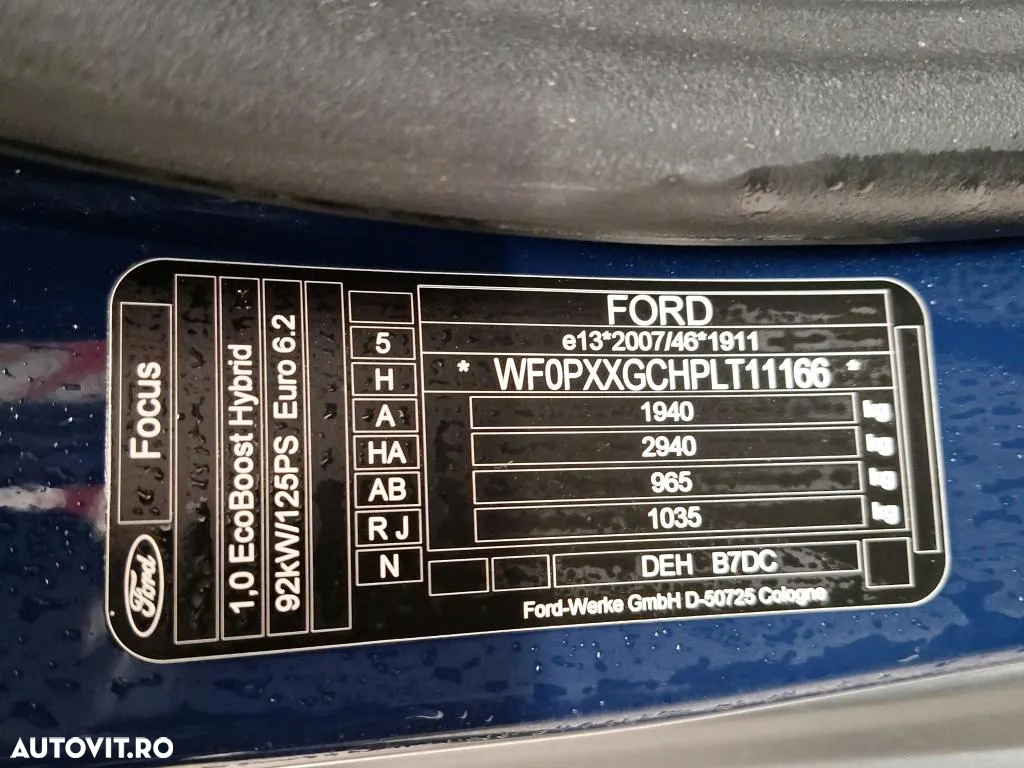 FORD
e13*2007/46*1911
* WF0PXXGCHPLT11166 *
1940 kg
2940 kg
965 kg
1035 kg
DEH B7DC
Ford-Werke GmbH D-50725 Cologne
5
H
A
HA
AB
R J
N
Focus
1,0 EcoBoost Hybrid
92kW/125PS Euro 6.2
Ford
AUTOVIT.RO